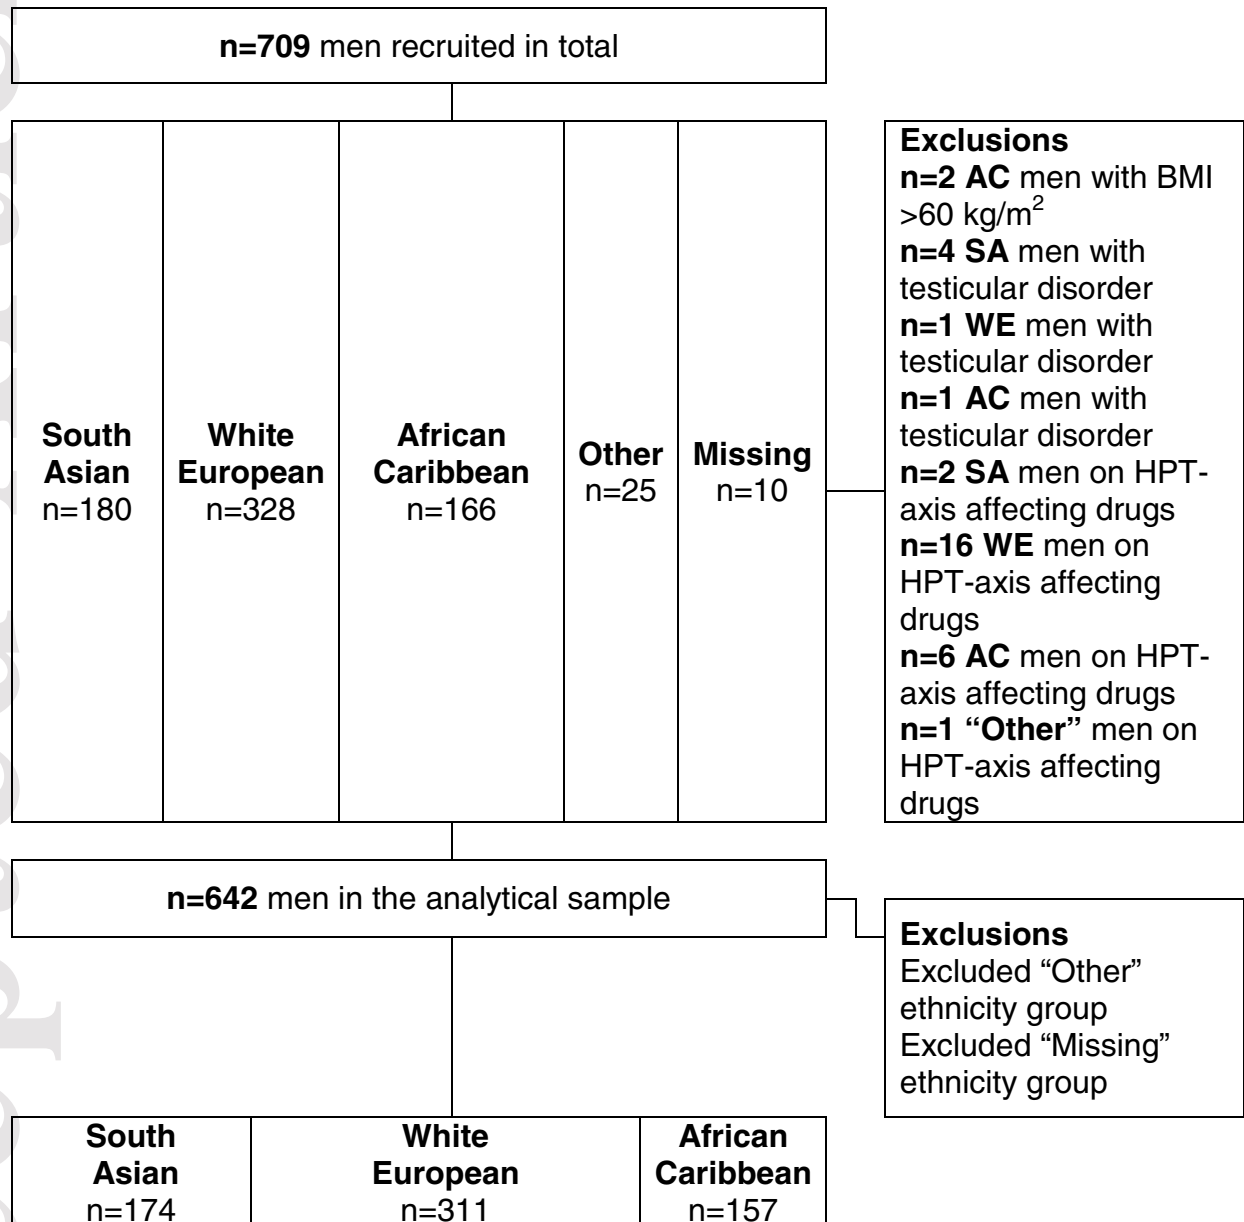 n=709 men recruited in total
South
Asian
n=180
White
European
n=328
African
Caribbean
n=166
Other
n=25
Missing
n=10
Exclusions
n=2 AC men with BMI
>60 kg/m²
n=4 SA men with
testicular disorder
n=1 WE men with
testicular disorder
n=1 AC men with
testicular disorder
n=2 SA men on HPT-
axis affecting drugs
n=16 WE men on
HPT-axis affecting
drugs
n=6 AC men on HPT-
axis affecting drugs
n=1 “Other” men on
HPT-axis affecting
drugs
n=642 men in the analytical sample
Exclusions
Excluded “Other”
ethnicity group
Excluded “Missing”
ethnicity group
South
Asian
n=174
White
European
n=311
African
Caribbean
n=157